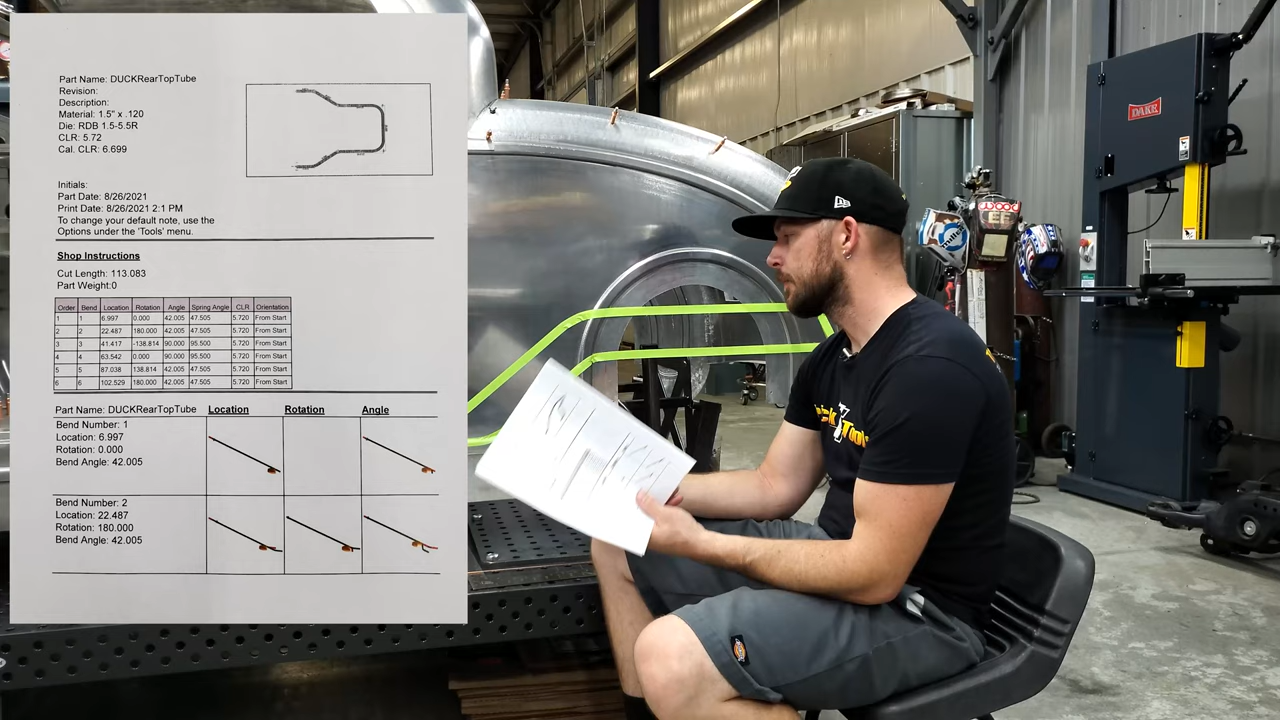 Part Name: DUCKRearTopTube
Revision:
Description:
Material: 1.5" x .120
Die: RDB 1.5-5.5R
CLR: 5.72
Cal. CLR: 6.699
Initials:
Part Date: 8/26/2021
Print Date: 8/26/2021 2:1 PM
To change your default note, use the
Options under the 'Tools' menu.
Shop Instructions
Cut Length: 113.083
Part Weight:0
Order Bend Location Rotation Angle Spring Angle CLR Orientation
1 1 6.997 0.000 42.005 47.505 5.720 From Start
2 2 22.487 180.000 42.005 47.505 5.720 From Start
3 3 41.417 -138.814 90.000 95.500 5.720 From Start
4 4 63.542 0.000 90.000 95.500 5.720 From Start
5 5 87.038 138.814 42.005 47.505 5.720 From Start
6 6 102.529 180.000 42.005 47.505 5.720 From Start
Part Name: DUCKRearTopTube Location Rotation Angle
Bend Number: 1
Location: 6.997
Rotation: 0.000
Bend Angle: 42.005
Bend Number: 2
Location: 22.487
Rotation: 180.000
Bend Angle: 42.005
DAKE